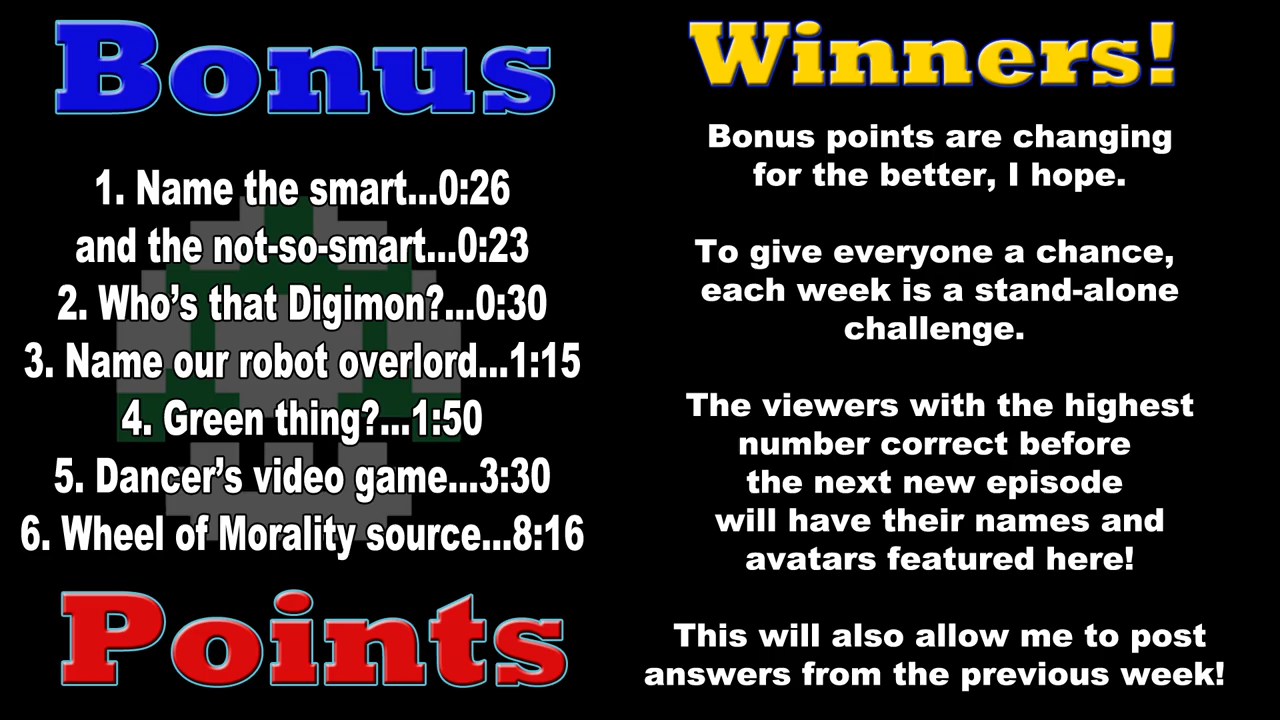 Bonus
1. Name the smart...0:26
and the not-so-smart...0:23
2. Who's that Digimon?...0:30
3. Name our robot overlord...1:15
4. Green thing?...1:50
5. Dancer's video game...3:30
6. Wheel of Morality source...8:16
Points
Winners!
Bonus points are changing
for the better, I hope.
To give everyone a chance,
each week is a stand-alone
challenge.
The viewers with the highest
number correct before
the next new episode
will have their names and
avatars featured here!
This will also allow me to post
answers from the previous week!